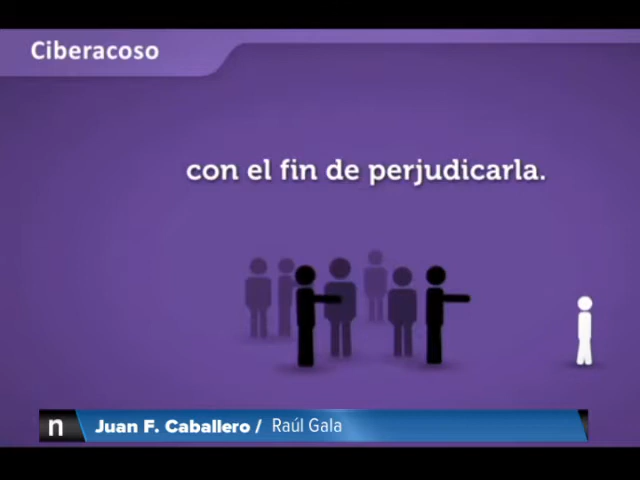 Ciberacoso
con el fin de perjudicarla.
n Juan F. Caballero / Raúl Gala